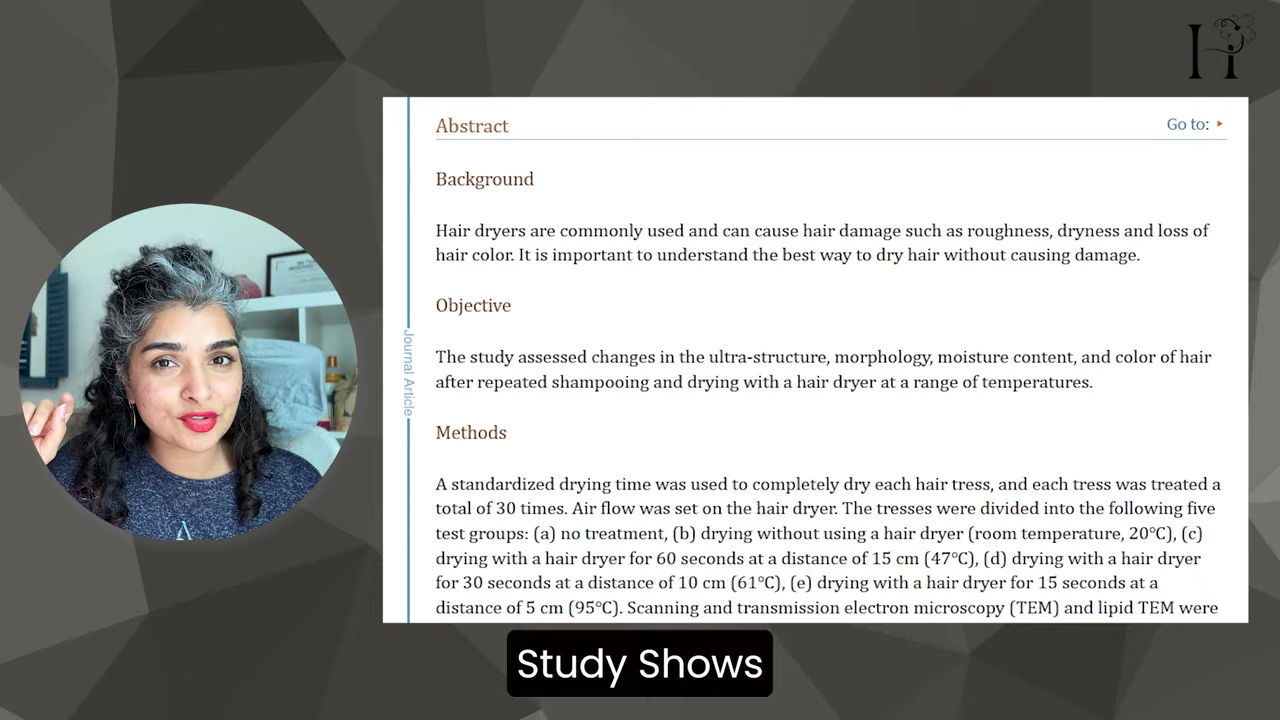 Abstract
Go to:
Background
Hair dryers are commonly used and can cause hair damage such as roughness, dryness and loss of
hair color. It is important to understand the best way to dry hair without causing damage.
Objective
The study assessed changes in the ultra-structure, morphology, moisture content, and color of hair
after repeated shampooing and drying with a hair dryer at a range of temperatures.
Journal Article
Methods
A standardized drying time was used to completely dry each hair tress, and each tress was treated a
total of 30 times. Air flow was set on the hair dryer. The tresses were divided into the following five
test groups: (a) no treatment, (b) drying without using a hair dryer (room temperature, 20℃), (c)
drying with a hair dryer for 60 seconds at a distance of 15 cm (47℃), (d) drying with a hair dryer
for 30 seconds at a distance of 10 cm (61℃), (e) drying with a hair dryer for 15 seconds at a
distance of 5 cm (95℃). Scanning and transmission electron microscopy (TEM) and lipid TEM were
Study Shows